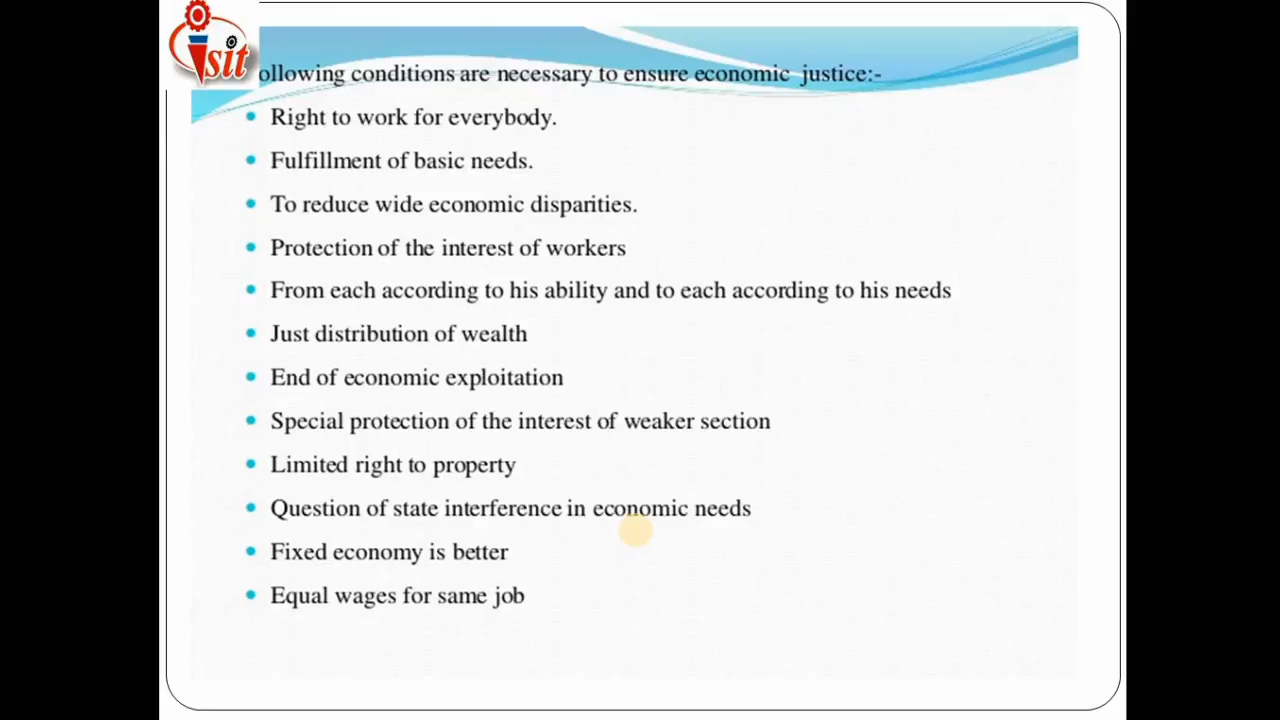 isit
ollowing conditions are necessary to ensure economic justice:-
• Right to work for everybody.
• Fulfillment of basic needs.
• To reduce wide economic disparities.
• Protection of the interest of workers
• From each according to his ability and to each according to his needs
• Just distribution of wealth
• End of economic exploitation
• Special protection of the interest of weaker section
• Limited right to property
• Question of state interference in economic needs
• Fixed economy is better
• Equal wages for same job